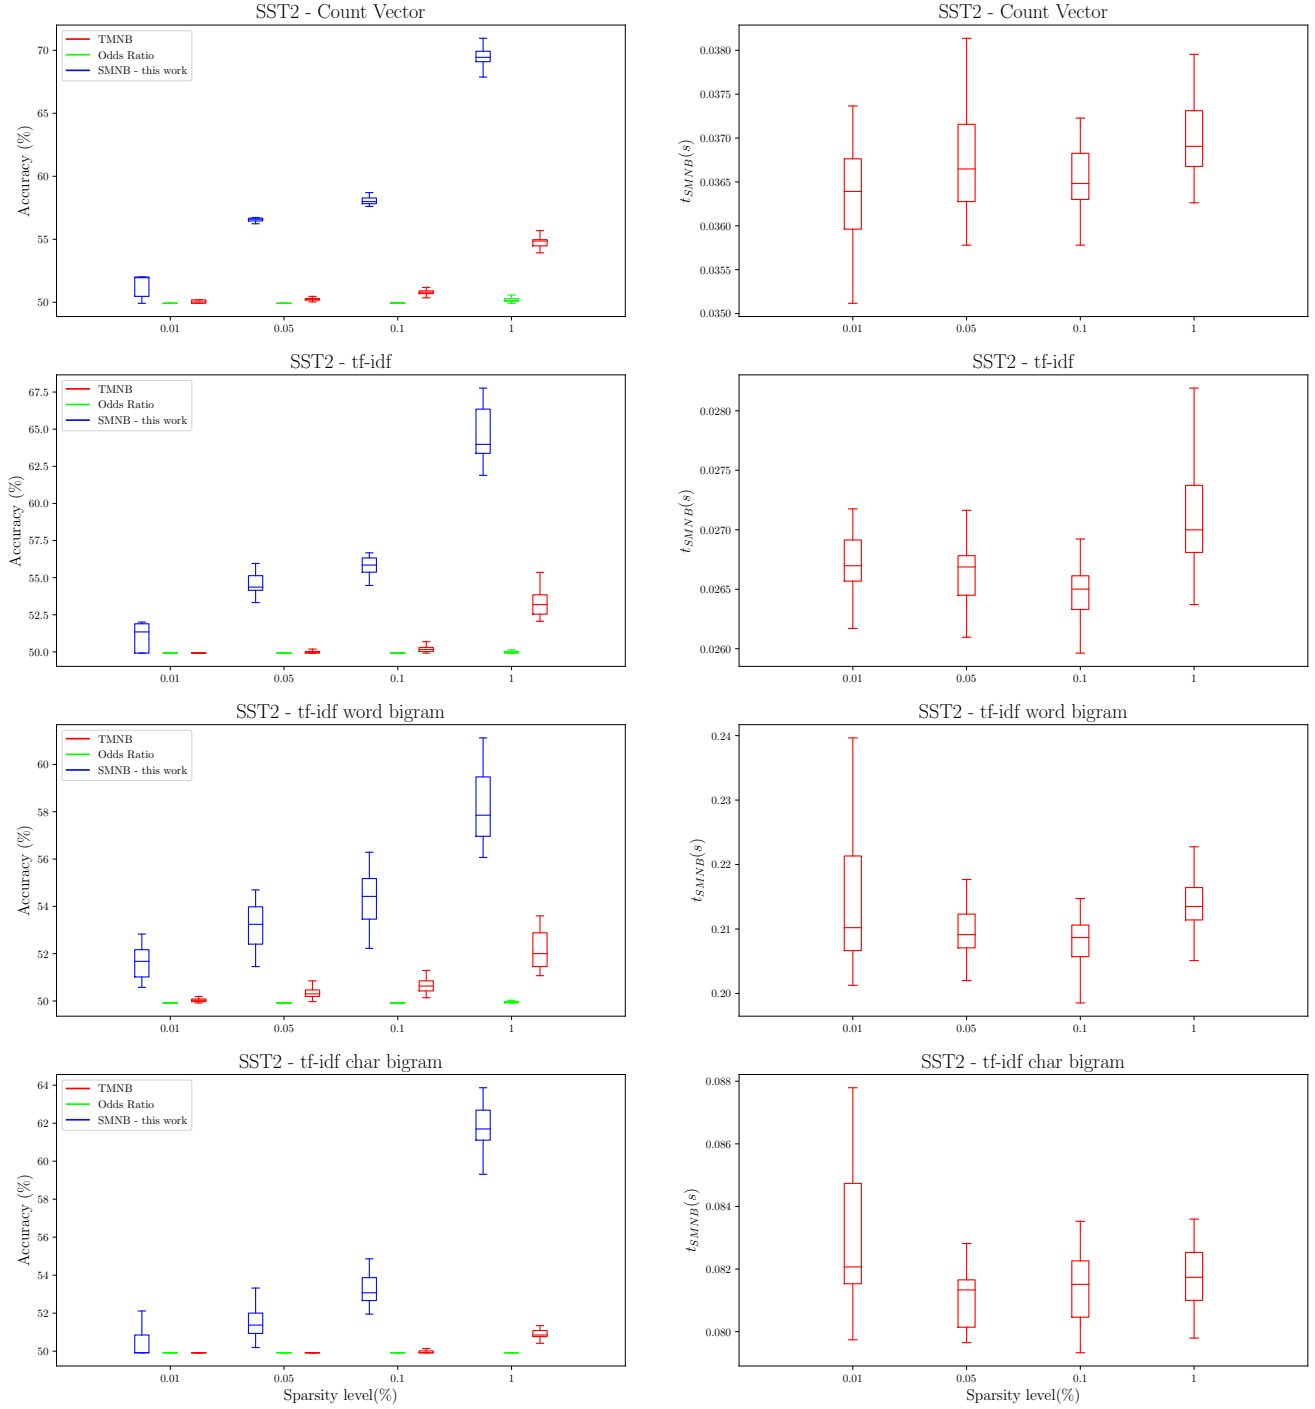 SST2 - Count Vector
Accuracy (%)
70
65
60
55
50
TMNB
Odds Ratio
SMNB - this work
0.01 0.05 0.1 1
SST2 - Count Vector
t_SMNB(s)
0.0380
0.0375
0.0370
0.0365
0.0360
0.0355
0.0350
0.01 0.05 0.1 1
SST2 - tf-idf
Accuracy (%)
67.5
65.0
62.5
60.0
57.5
55.0
52.5
50.0
TMNB
Odds Ratio
SMNB - this work
0.01 0.05 0.1 1
SST2 - tf-idf
t_SMNB(s)
0.0280
0.0275
0.0270
0.0265
0.0260
0.01 0.05 0.1 1
SST2 - tf-idf word bigram
Accuracy (%)
60
58
56
54
52
50
TMNB
Odds Ratio
SMNB - this work
0.01 0.05 0.1 1
SST2 - tf-idf word bigram
t_SMNB(s)
0.24
0.23
0.22
0.21
0.20
0.01 0.05 0.1 1
SST2 - tf-idf char bigram
Accuracy (%)
64
62
60
58
56
54
52
50
TMNB
Odds Ratio
SMNB - this work
0.01 0.05 0.1 1
Sparsity level(%)
SST2 - tf-idf char bigram
t_SMNB(s)
0.088
0.086
0.084
0.082
0.080
0.01 0.05 0.1 1
Sparsity level(%)